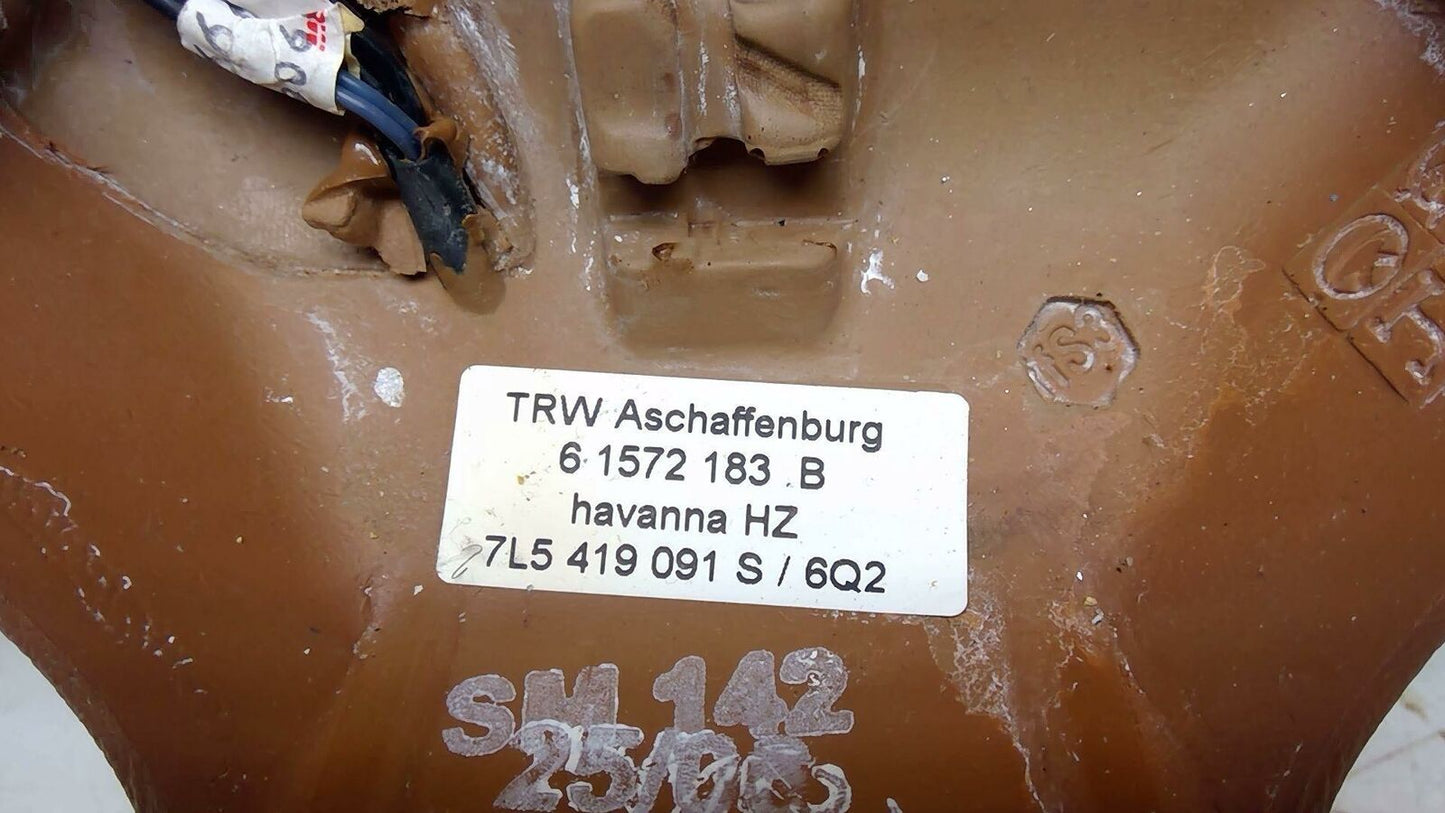 TRW Aschaffenburg
6 1572 183 B
havanna HZ
7L5 419 091 S / 6Q2
SM 142